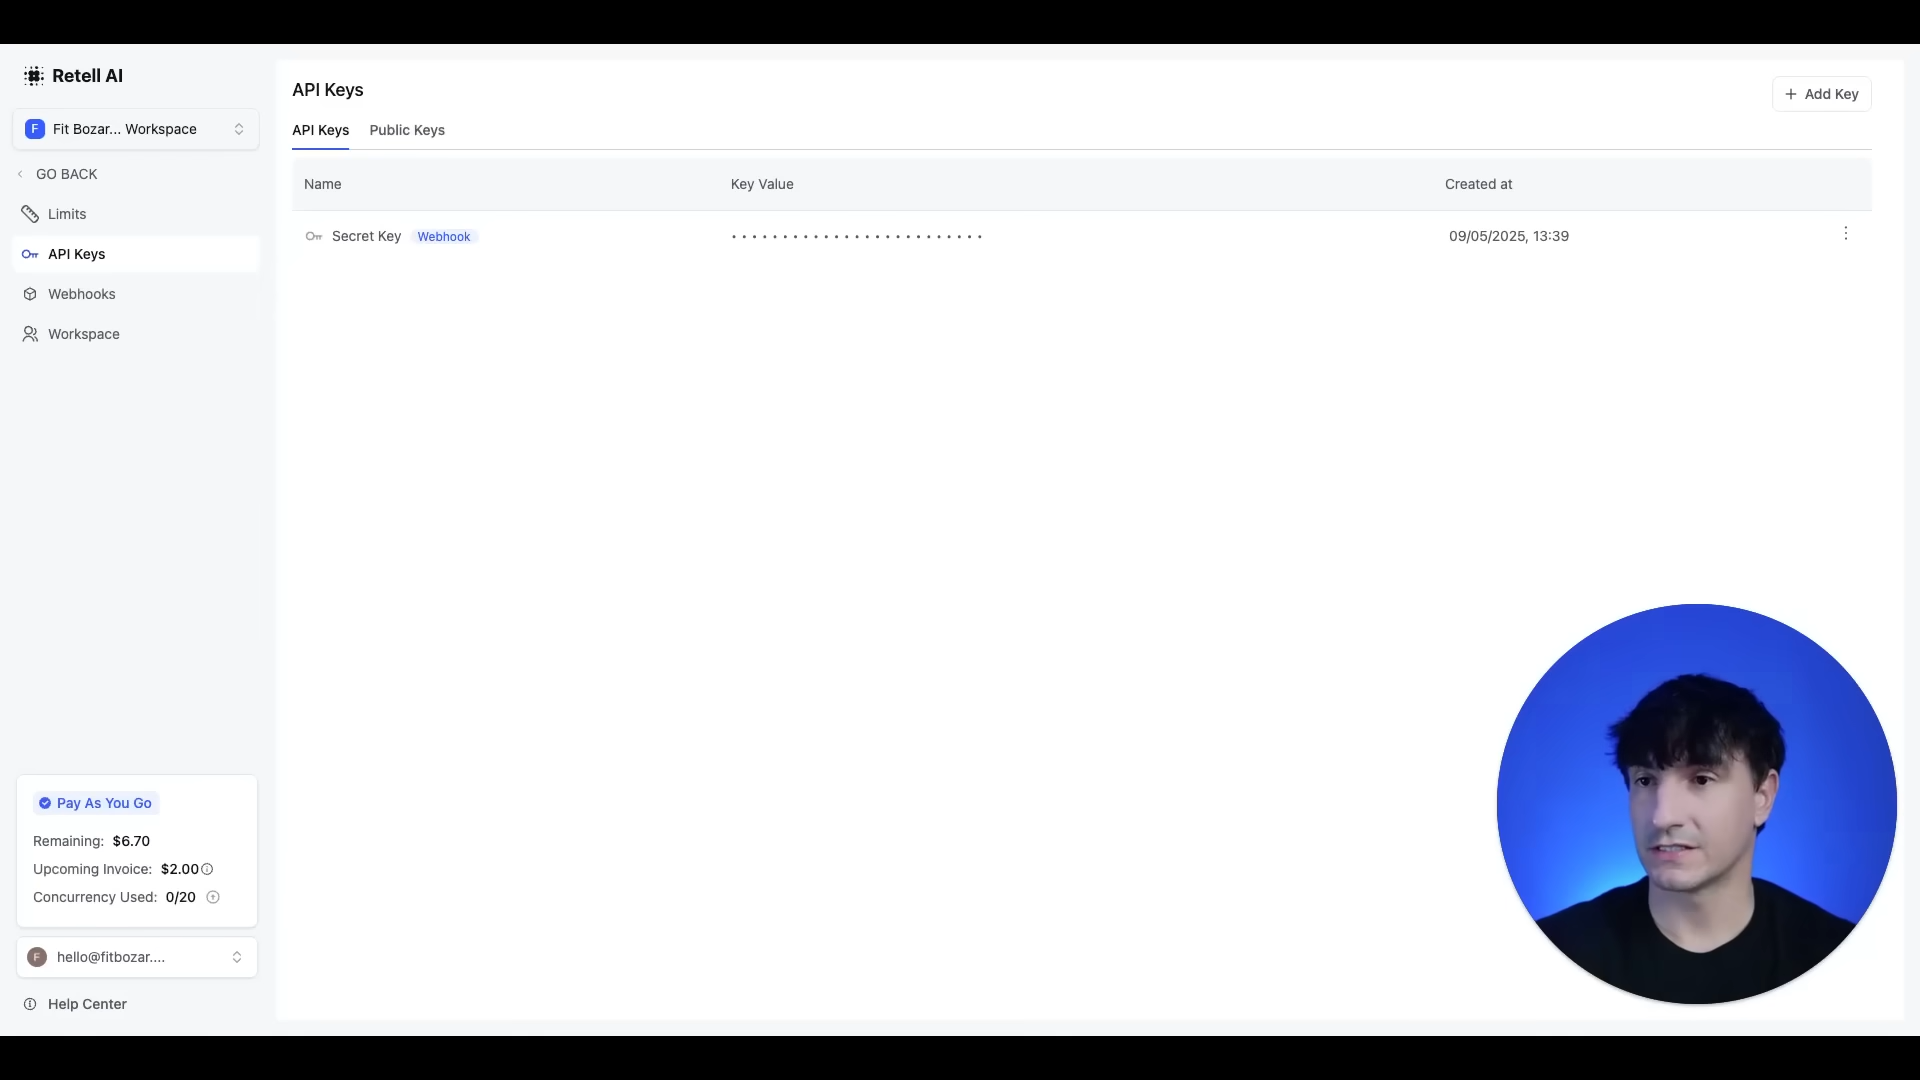 Retell AI
F Fit Bozar... Workspace
GO BACK
Limits
API Keys
Webhooks
Workspace
Pay As You Go
Remaining: $6.70
Upcoming Invoice: $2.00
Concurrency Used: 0/20
F hello@fitbozar....
Help Center
API Keys
+ Add Key
API Keys Public Keys
Name Key Value Created at
Secret Key Webhook ························· 09/05/2025, 13:39